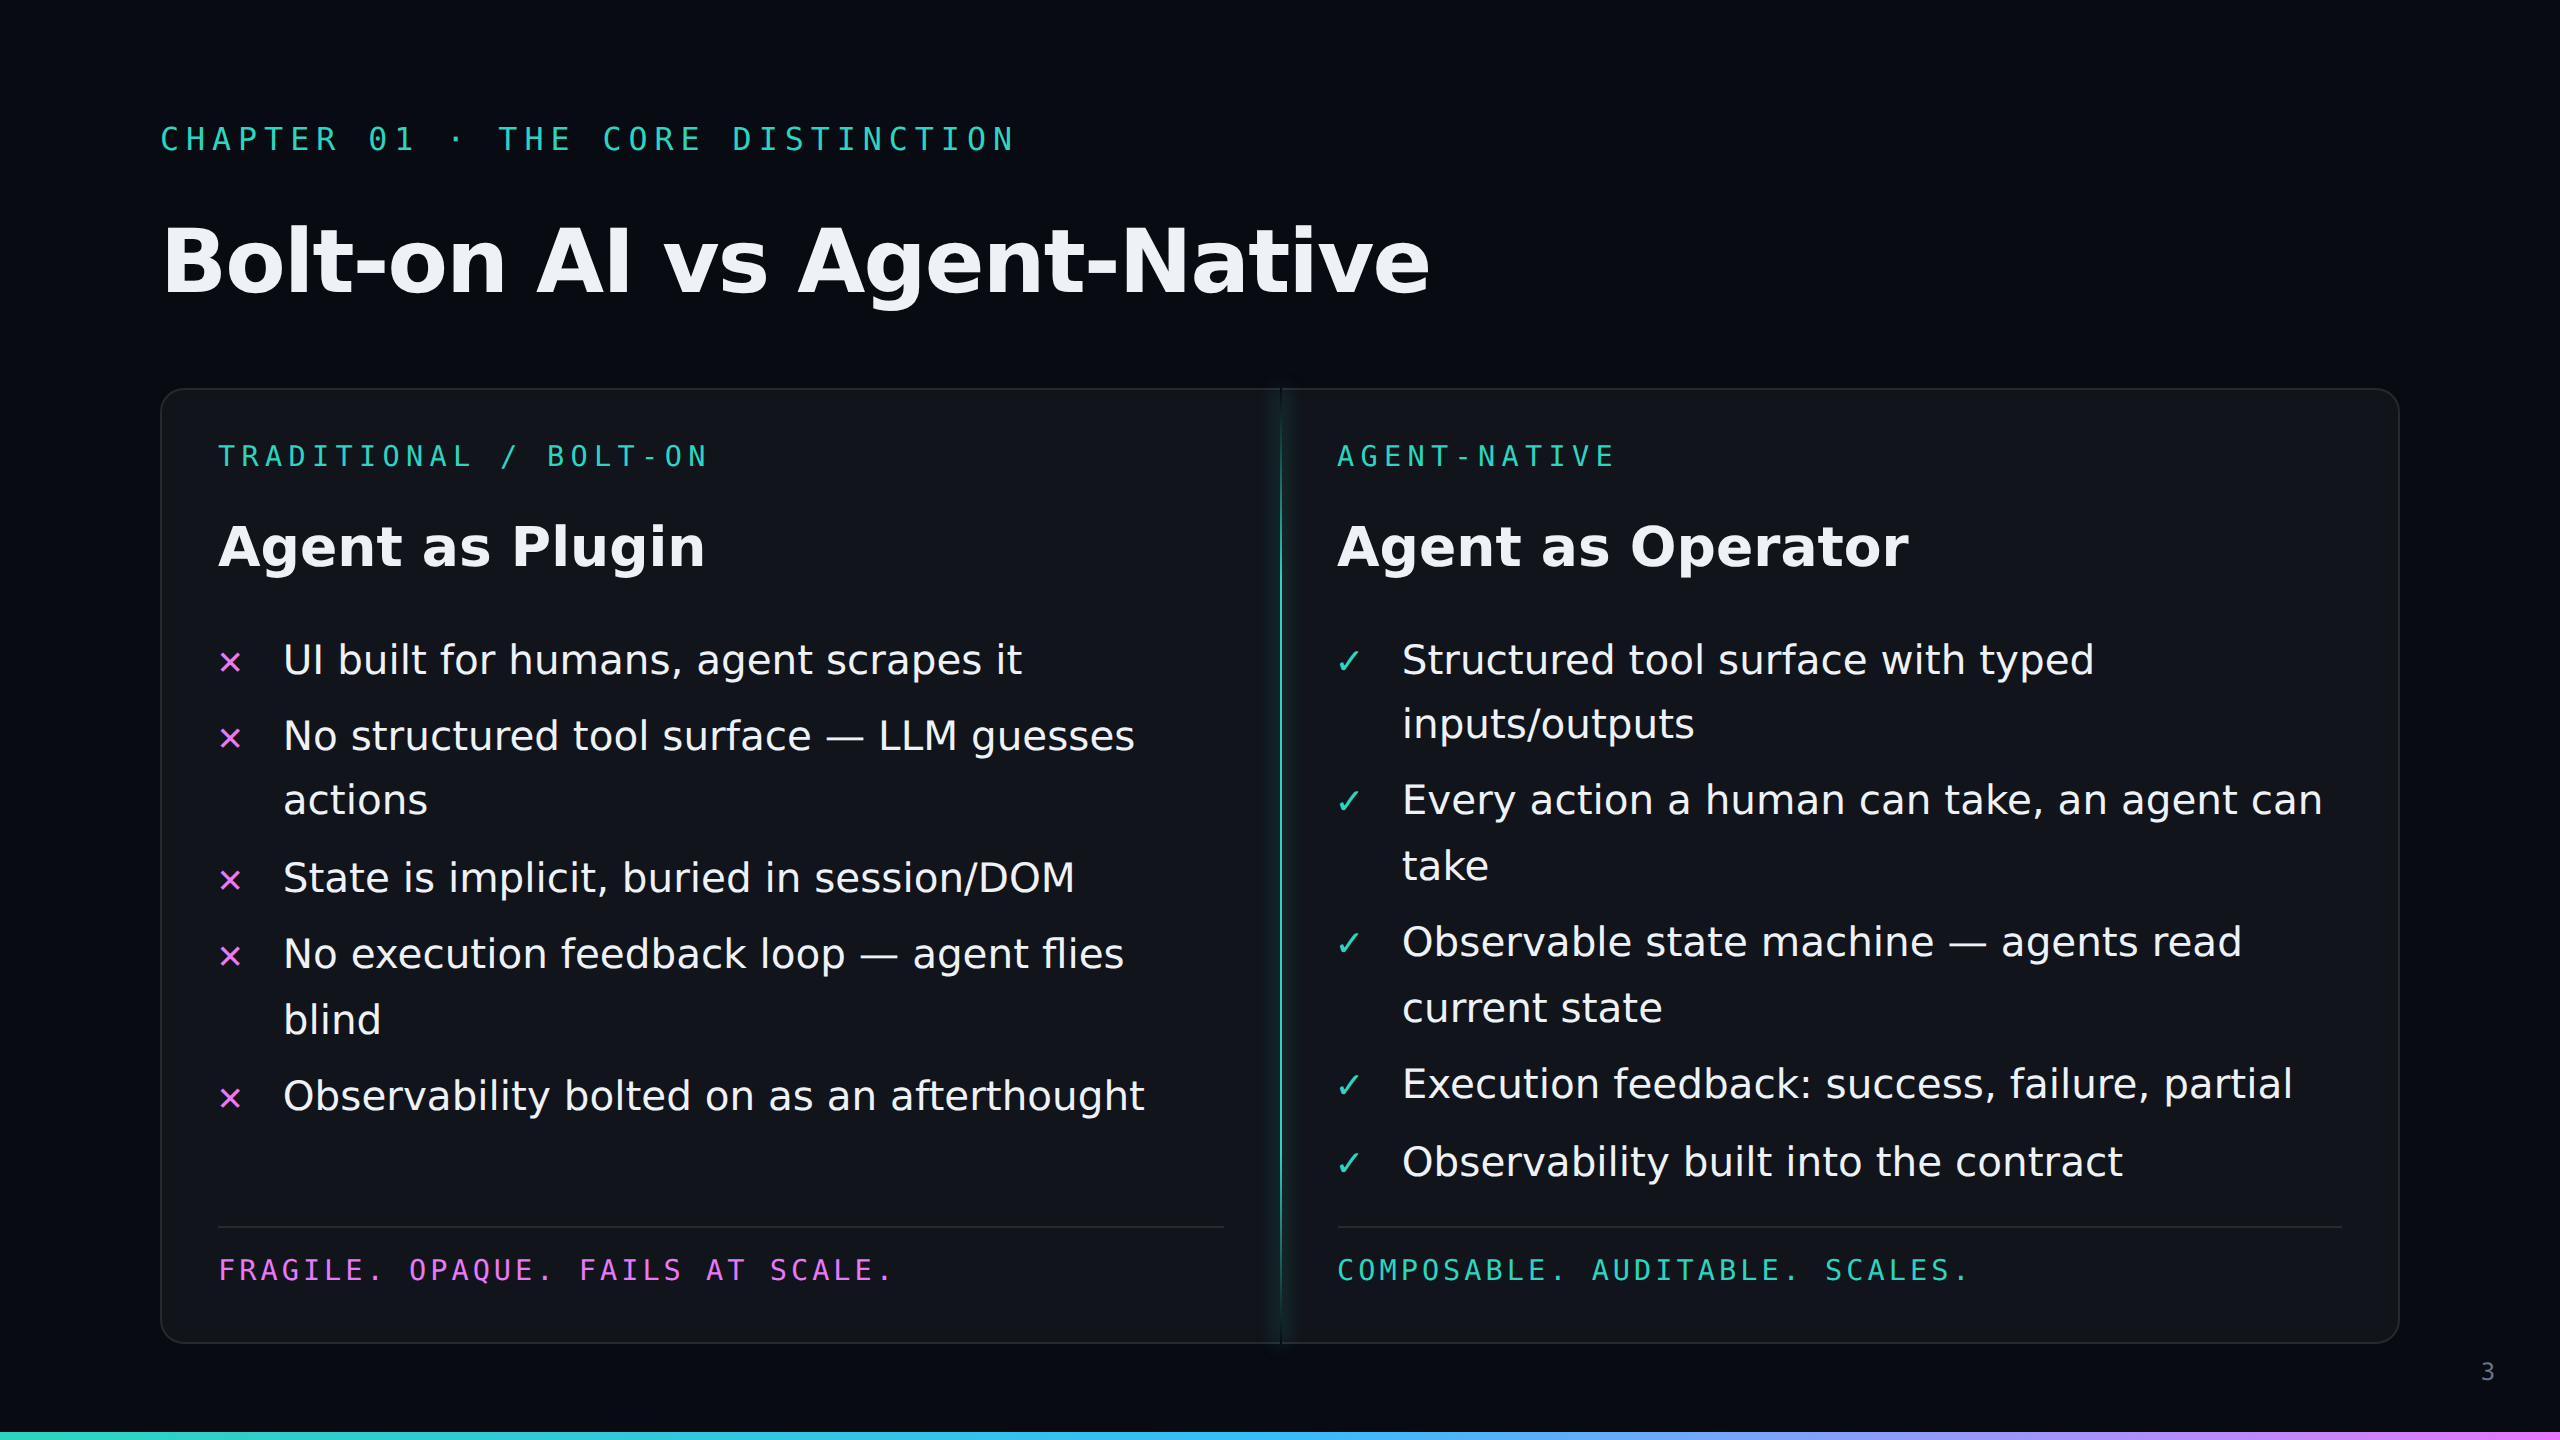 CHAPTER 01 · THE CORE DISTINCTION
Bolt-on AI vs Agent-Native
TRADITIONAL / BOLT-ON
Agent as Plugin
✕ UI built for humans, agent scrapes it
✕ No structured tool surface — LLM guesses
actions
✕ State is implicit, buried in session/DOM
✕ No execution feedback loop — agent flies
blind
✕ Observability bolted on as an afterthought
FRAGILE. OPAQUE. FAILS AT SCALE.
AGENT-NATIVE
Agent as Operator
✓ Structured tool surface with typed
inputs/outputs
✓ Every action a human can take, an agent can
take
✓ Observable state machine — agents read
current state
✓ Execution feedback: success, failure, partial
✓ Observability built into the contract
COMPOSABLE. AUDITABLE. SCALES.
3